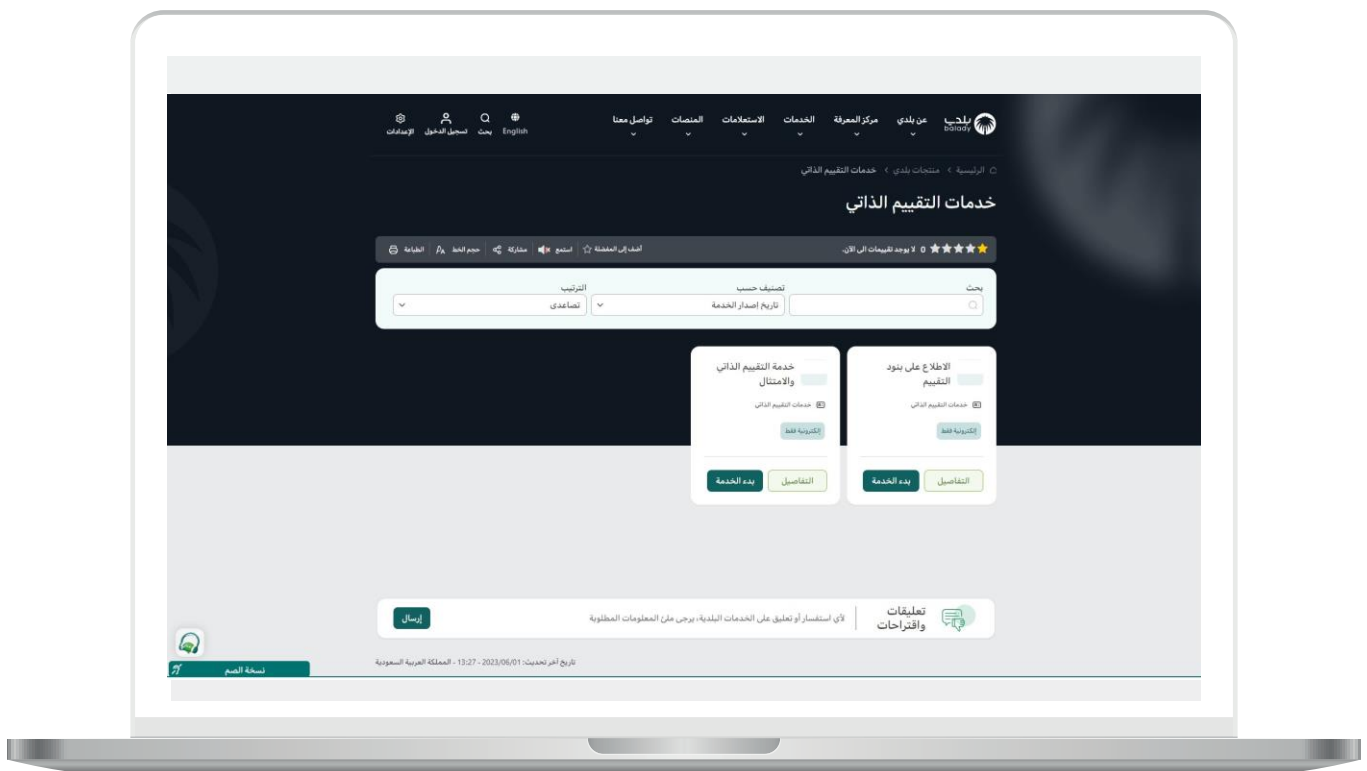 بلدي
balady
عن بلدي
مركز المعرفة
الخدمات
الاستعلامات
المنصات
تواصل معنا
English
بحث
تسجيل الدخول
الإعدادات
الرئيسية > منتجات بلدي > خدمات التقييم الذاتي
خدمات التقييم الذاتي
0 لا يوجد تقييمات الى الآن.
أضف إلى المفضلة
استمع
مشاركة
حجم الخط
الطباعة
بحث
تصنيف حسب
الترتيب
تاريخ إصدار الخدمة
تصاعدى
الاطلاع على بنود
التقييم
خدمات التقييم الذاتي
إلكترونية فقط
التفاصيل
بدء الخدمة
خدمة التقييم الذاتي
والامتثال
خدمات التقييم الذاتي
إلكترونية فقط
التفاصيل
بدء الخدمة
تعليقات
واقتراحات
لأي استفسار أو تعليق على الخدمات البلدية، يرجى ملئ المعلومات المطلوبة
إرسال
تاريخ آخر تحديث: 2023/06/01 - 13:27 - المملكة العربية السعودية
نسخة الصم